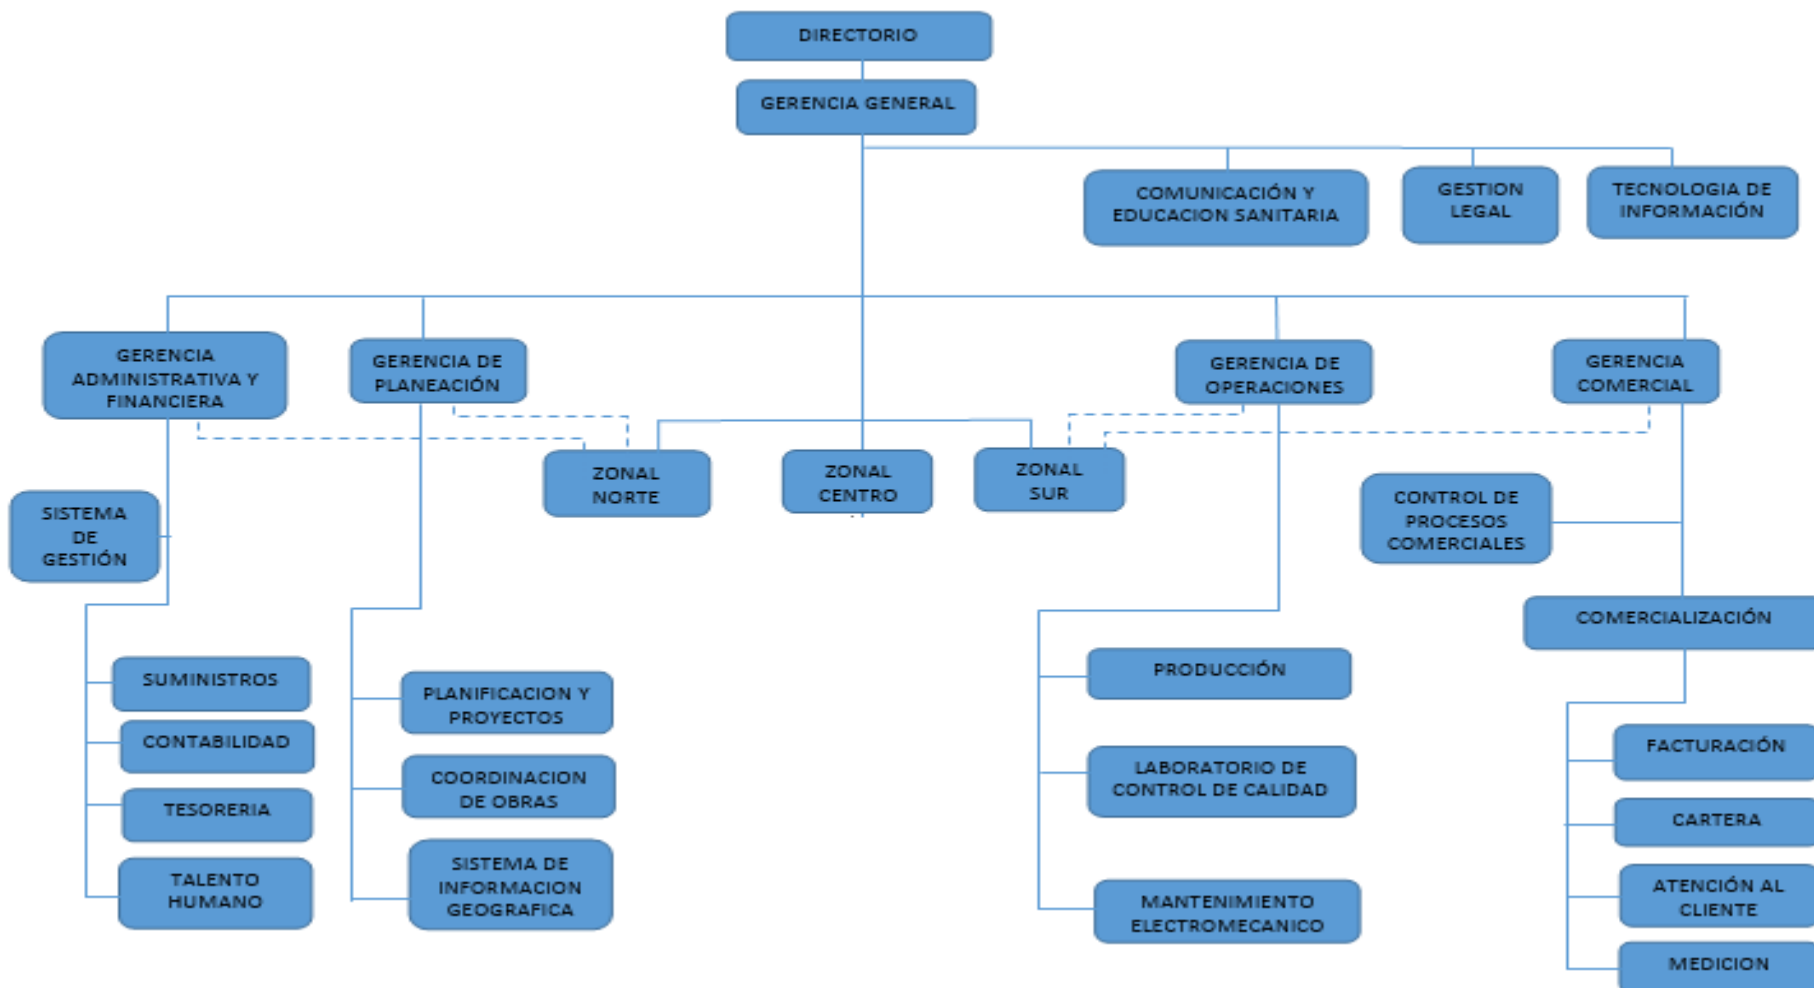 DIRECTORIO
GERENCIA GENERAL
COMUNICACIÓN Y
EDUCACION SANITARIA
GESTION
LEGAL
TECNOLOGIA DE
INFORMACIÓN
GERENCIA
ADMINISTRATIVA Y
FINANCIERA
GERENCIA DE
PLANEACIÓN
GERENCIA DE
OPERACIONES
GERENCIA
COMERCIAL
ZONAL
NORTE
ZONAL
CENTRO
ZONAL
SUR
SISTEMA
DE
GESTIÓN
CONTROL DE
PROCESOS
COMERCIALES
COMERCIALIZACIÓN
SUMINISTROS
CONTABILIDAD
TESORERIA
TALENTO
HUMANO
PLANIFICACION Y
PROYECTOS
COORDINACION
DE OBRAS
SISTEMA DE
INFORMACION
GEOGRAFICA
PRODUCCIÓN
LABORATORIO DE
CONTROL DE CALIDAD
MANTENIMIENTO
ELECTROMECANICO
FACTURACIÓN
CARTERA
ATENCIÓN AL
CLIENTE
MEDICION